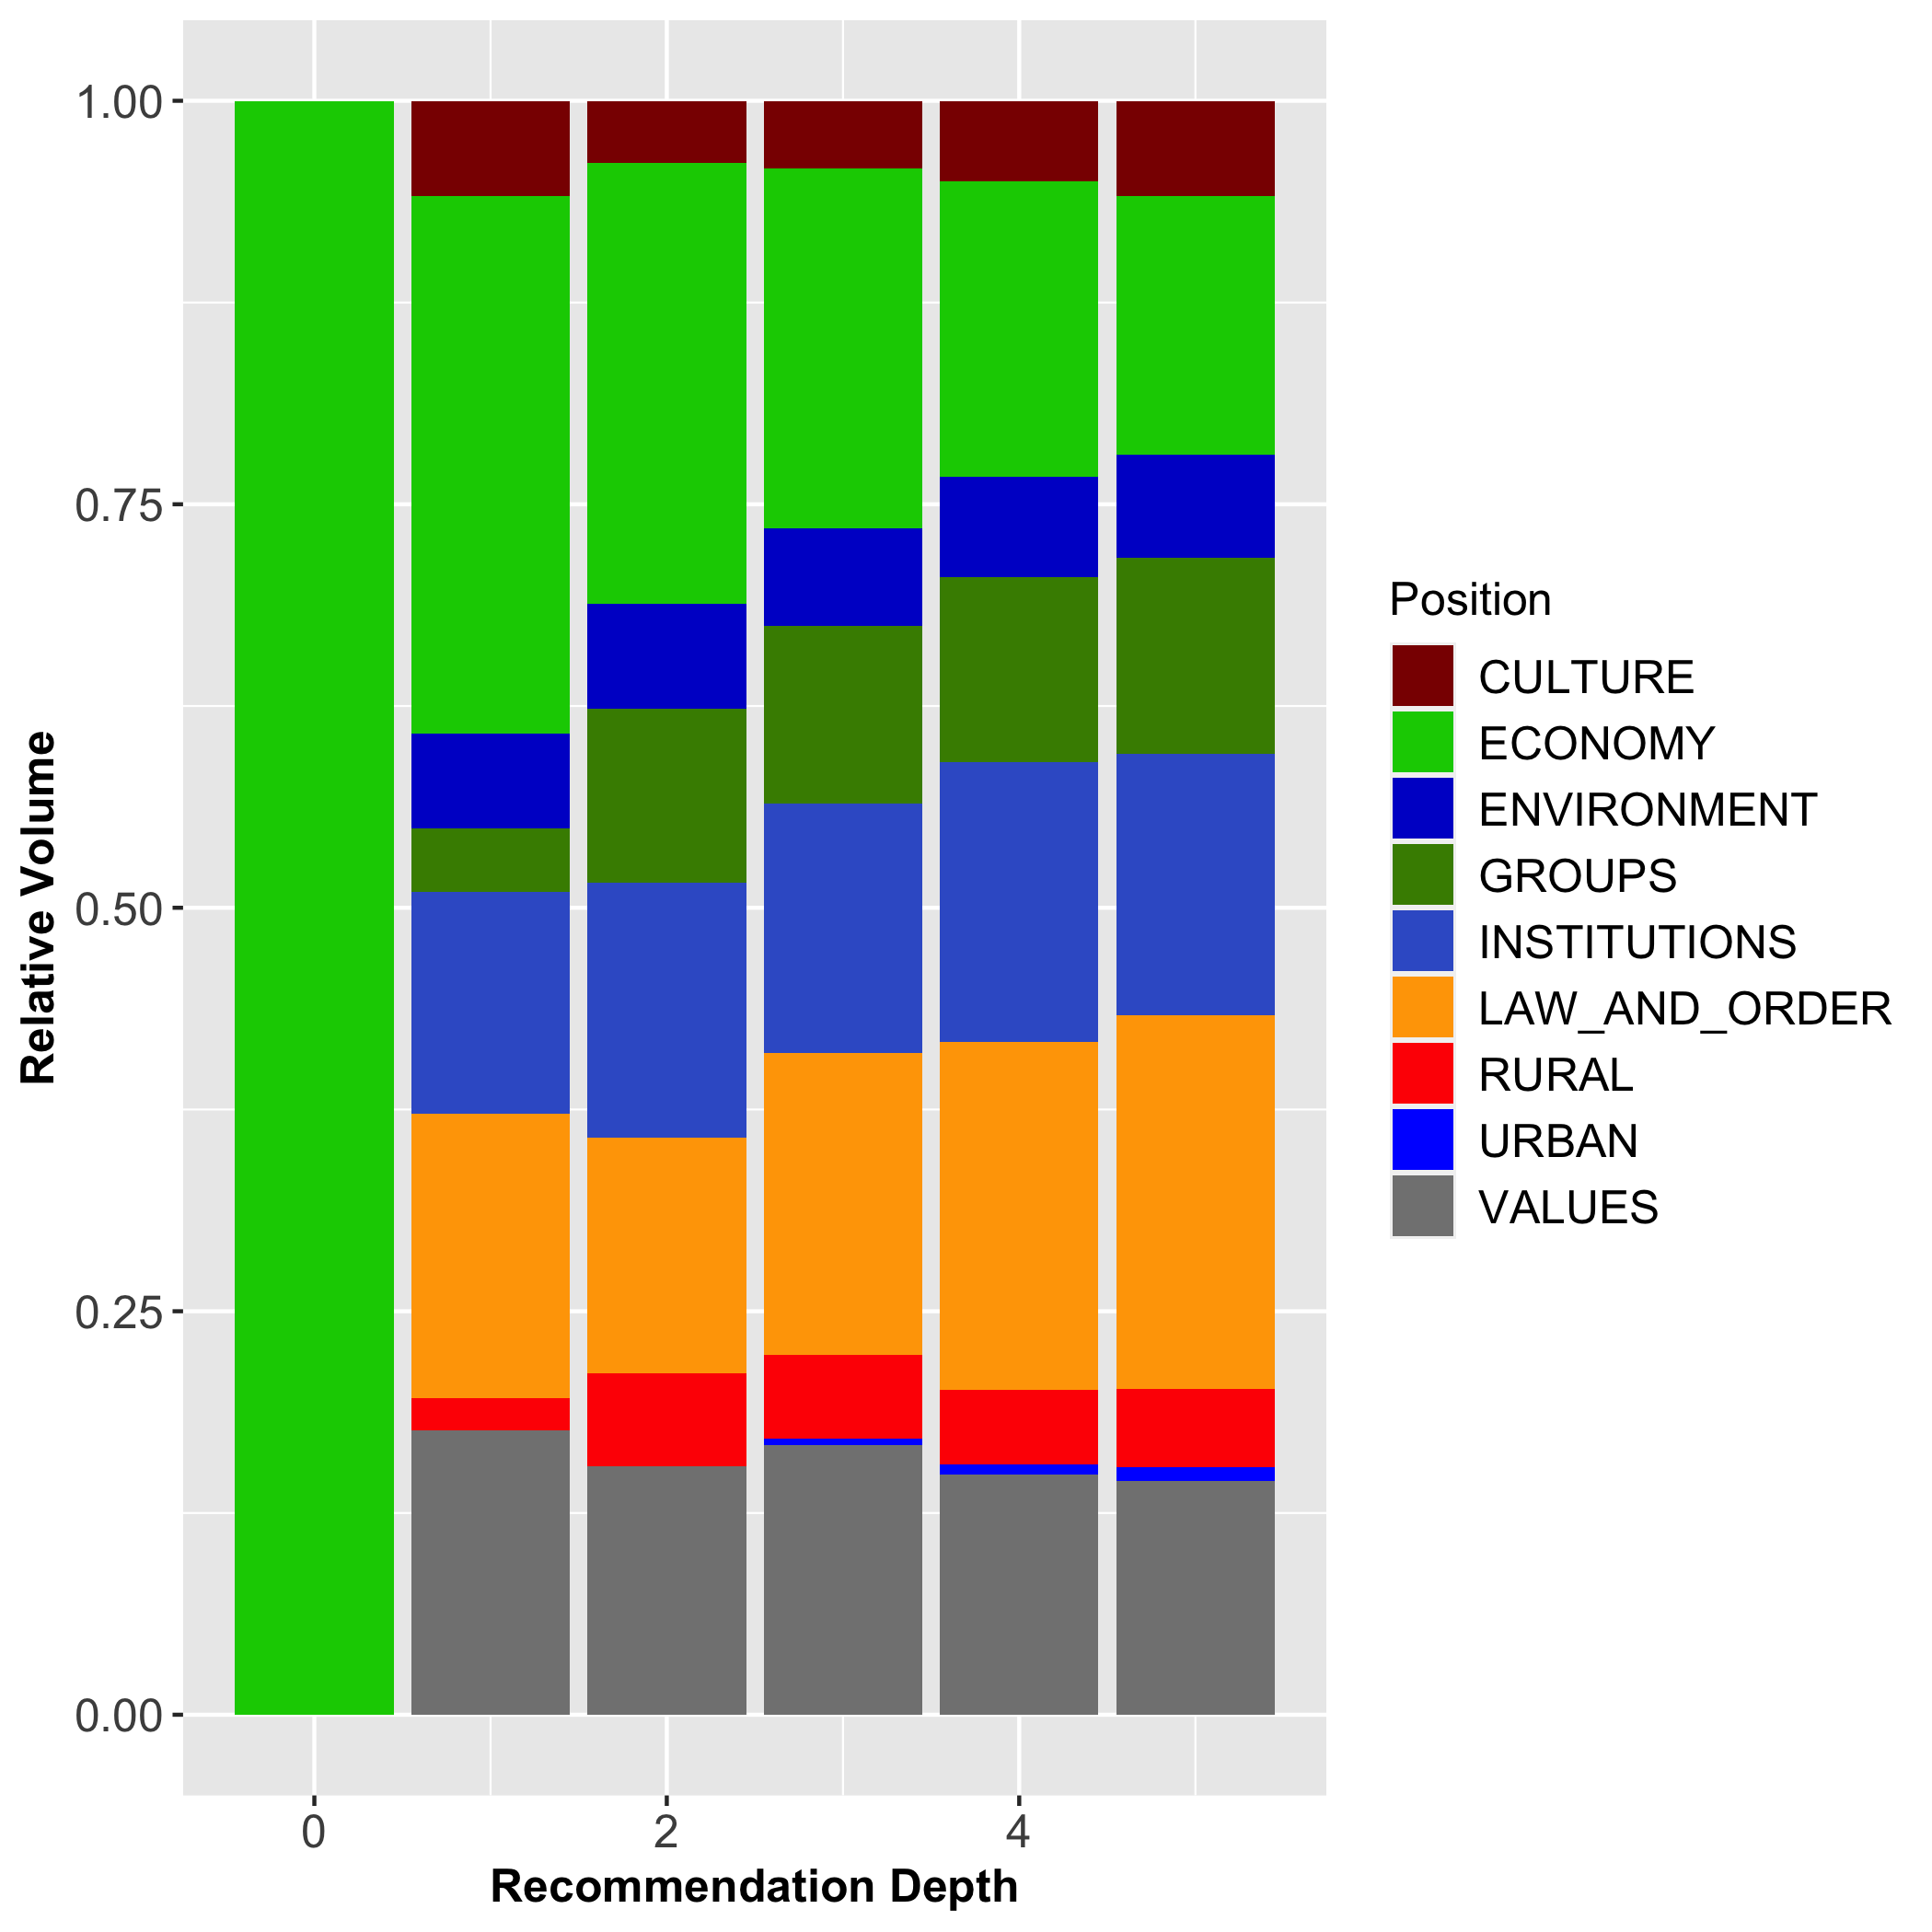 1.00
0.75
0.50
0.25
0.00
Relative Volume
0
2
4
Recommendation Depth
Position
CULTURE
ECONOMY
ENVIRONMENT
GROUPS
INSTITUTIONS
LAW_AND_ORDER
RURAL
URBAN
VALUES